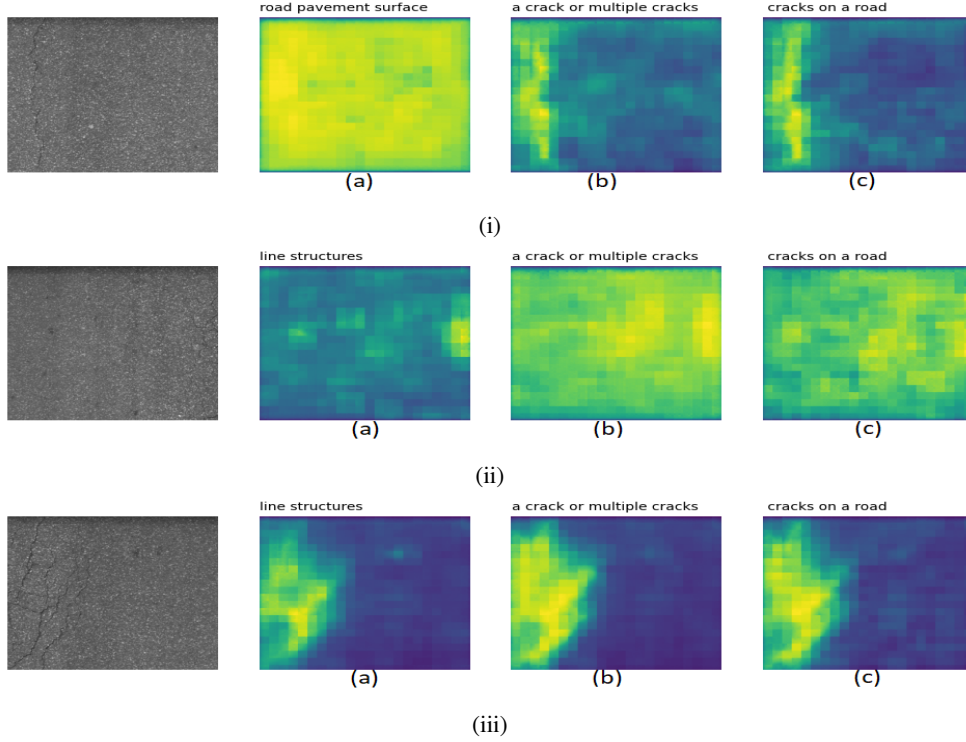 road pavement surface
a crack or multiple cracks
cracks on a road
(a)
(b)
(c)
(i)
line structures
a crack or multiple cracks
cracks on a road
(a)
(b)
(c)
(ii)
line structures
a crack or multiple cracks
cracks on a road
(a)
(b)
(c)
(iii)